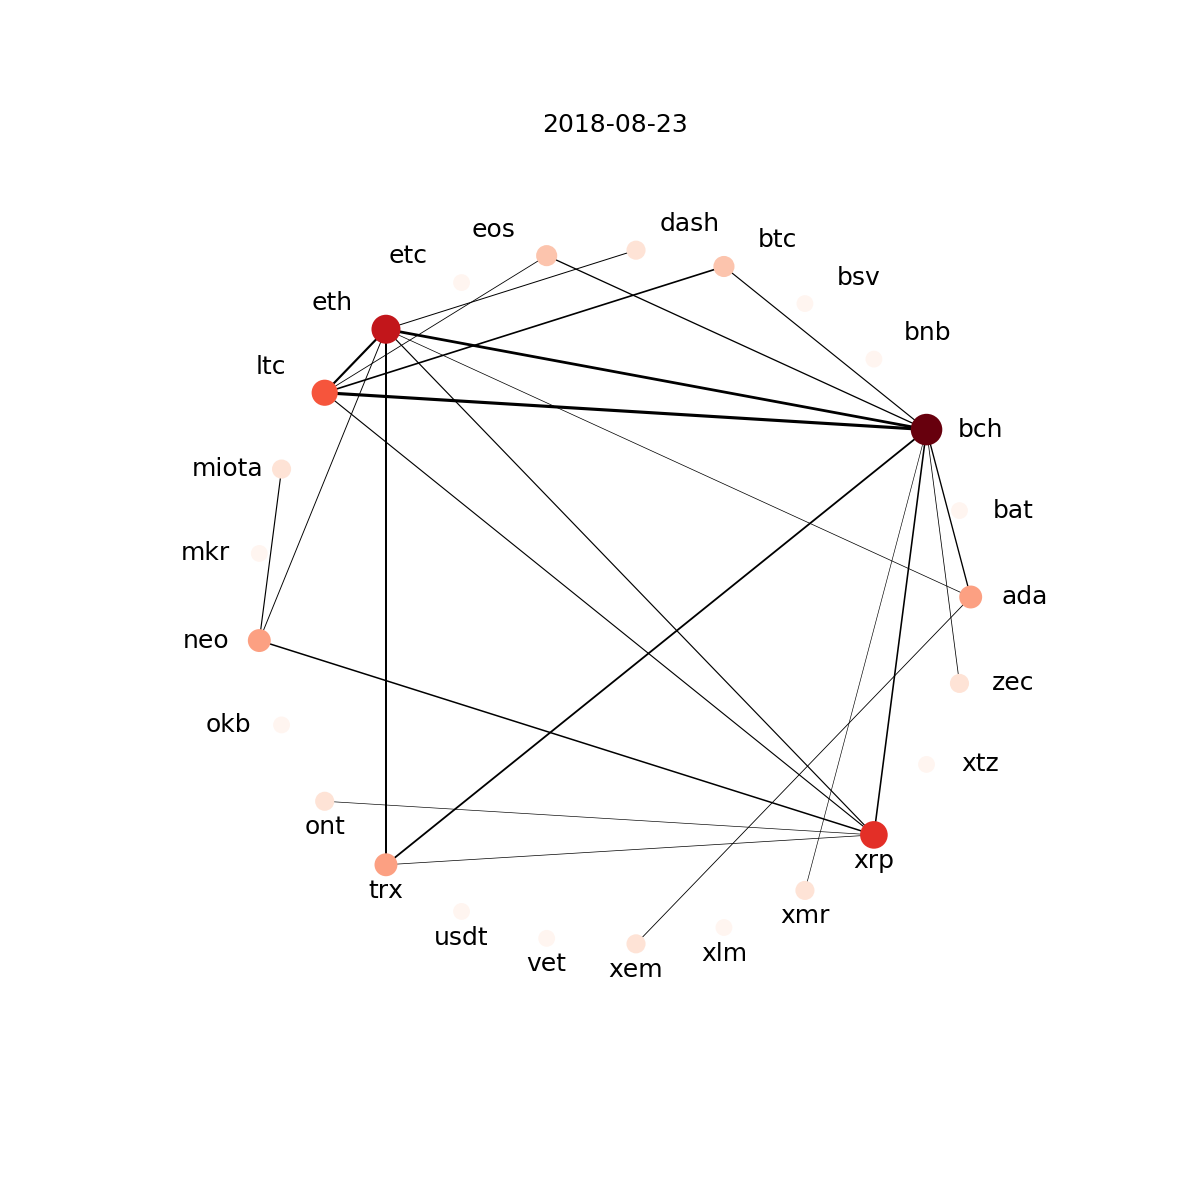 2018-08-23
dash
eos
btc
etc
bsv
eth
bnb
ltc
bch
miota
bat
mkr
ada
neo
zec
okb
xtz
ont
xrp
trx
xmr
usdt
xlm
vet
xem